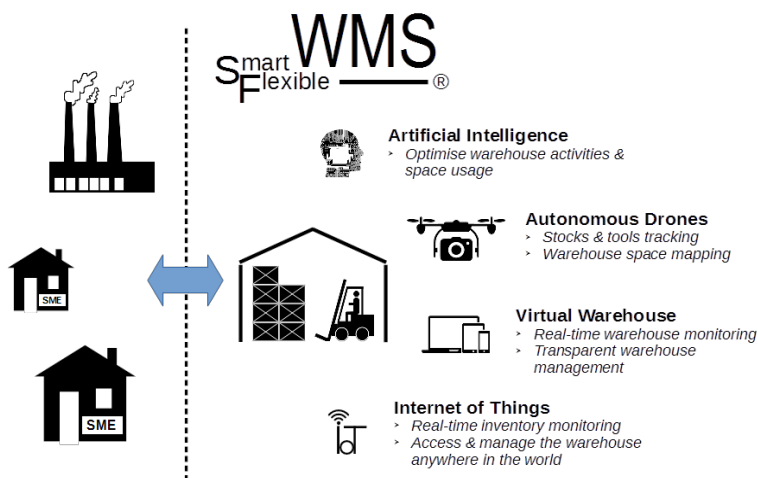 Smart WMS
Flexible ®
Artificial Intelligence
➢ Optimise warehouse activities &
space usage
Autonomous Drones
➢ Stocks & tools tracking
➢ Warehouse space mapping
SME
Virtual Warehouse
➢ Real-time warehouse monitoring
➢ Transparent warehouse
management
SME
Internet of Things
➢ Real-time inventory monitoring
➢ Access & manage the warehouse
anywhere in the world
IoT